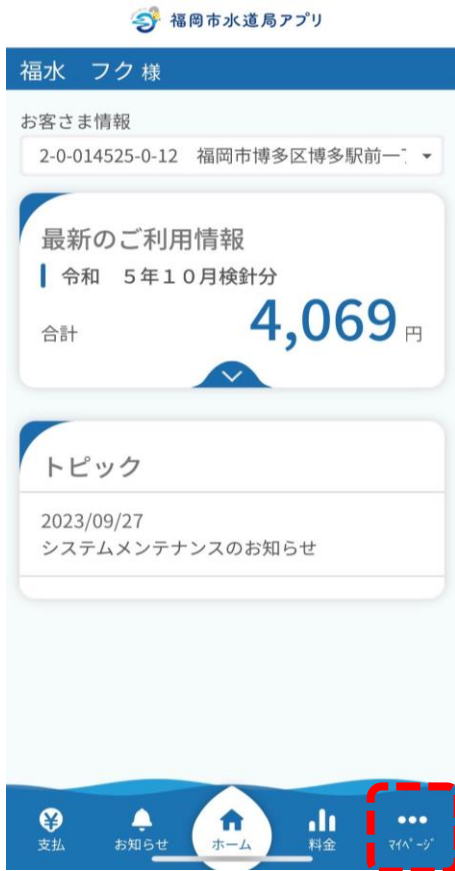 福岡市水道局アプリ
福水　フク 様
お客さま情報
2-0-014525-0-12　福岡市博多区博多駅前一
最新のご利用情報
令和　５年１０月検針分
合計 4,069 円
トピック
2023/09/27
システムメンテナンスのお知らせ
支払 お知らせ ホーム 料金 ﾏｲﾍﾟｰｼﾞ